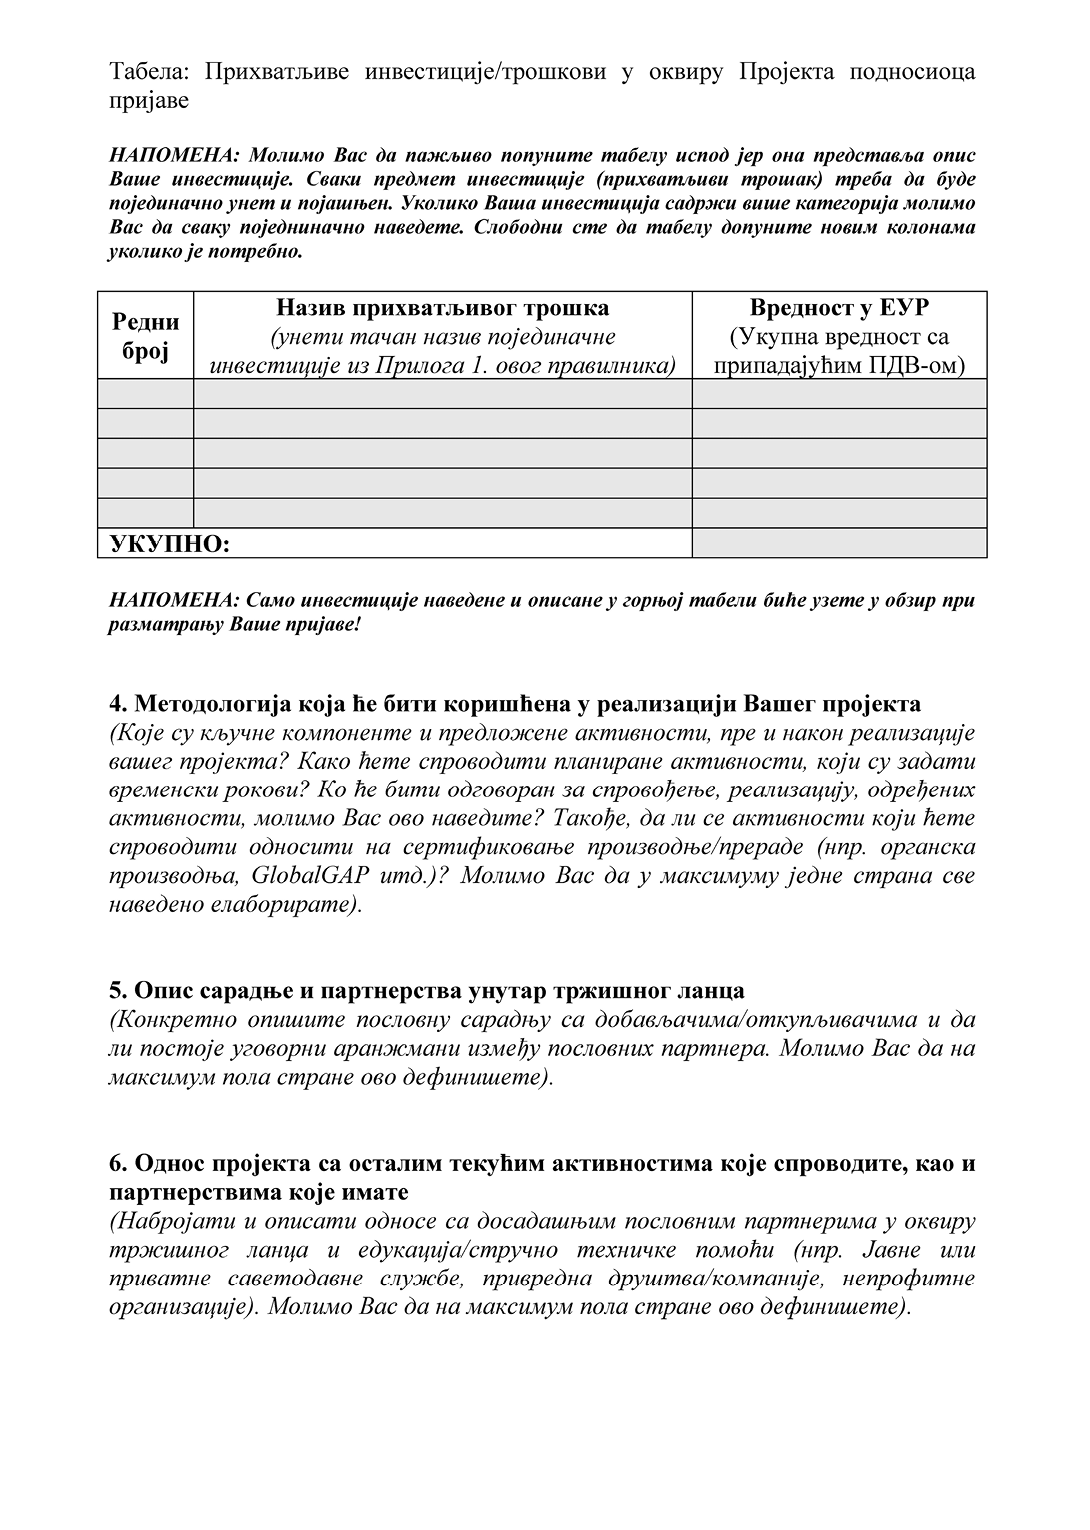 Табела: Прихватљиве инвестиције/трошкови у оквиру Пројекта подносиоца
пријаве
НАПОМЕНА: Молимо Вас да пажљиво попуните табелу испод јер она представља опис
Ваше инвестиције. Сваки предмет инвестиције (прихватљиви трошак) треба да буде
појединачно унет и појашњен. Уколико Ваша инвестиција садржи више категорија молимо
Вас да сваку поједниначно наведете. Слободни сте да табелу допуните новим колонама
уколико је потребно.
Редни
број
Назив прихватљивог трошка
(унети тачан назив појединачне
инвестиције из Прилога 1. овог правилника)
Вредност у ЕУР
(Укупна вредност са
припадајућим ПДВ-ом)
УКУПНО:
НАПОМЕНА: Само инвестиције наведене и описане у горњој табели биће узете у обзир при
разматрању Ваше пријаве!
4. Методологија која ће бити коришћена у реализацији Вашег пројекта
(Које су кључне компоненте и предложене активности, пре и након реализације
вашег пројекта? Како ћете спроводити планиране активности, који су задати
временски рокови? Ко ће бити одговоран за спровођење, реализацију, одређених
активности, молимо Вас ово наведите? Такође, да ли се активности који ћете
спроводити односити на сертификовање производње/прераде (нпр. органска
производња, GlobalGAP итд.)? Молимо Вас да у максимуму једне страна све
наведено елаборирате).
5. Опис сарадње и партнерства унутар тржишног ланца
(Конкретно опишите пословну сарадњу са добављачима/откупљивачима и да
ли постоје уговорни аранжмани између пословних партнера. Молимо Вас да на
максимум пола стране ово дефинишете).
6. Однос пројекта са осталим текућим активностима које спроводите, као и
партнерствима које имате
(Набројати и описати односе са досадашњим пословним партнерима у оквиру
тржишног ланца и едукација/стручно техничке помоћи (нпр. Јавне или
приватне саветодавне службе, привредна друштва/компаније, непрофитне
организације). Молимо Вас да на максимум пола стране ово дефинишете).